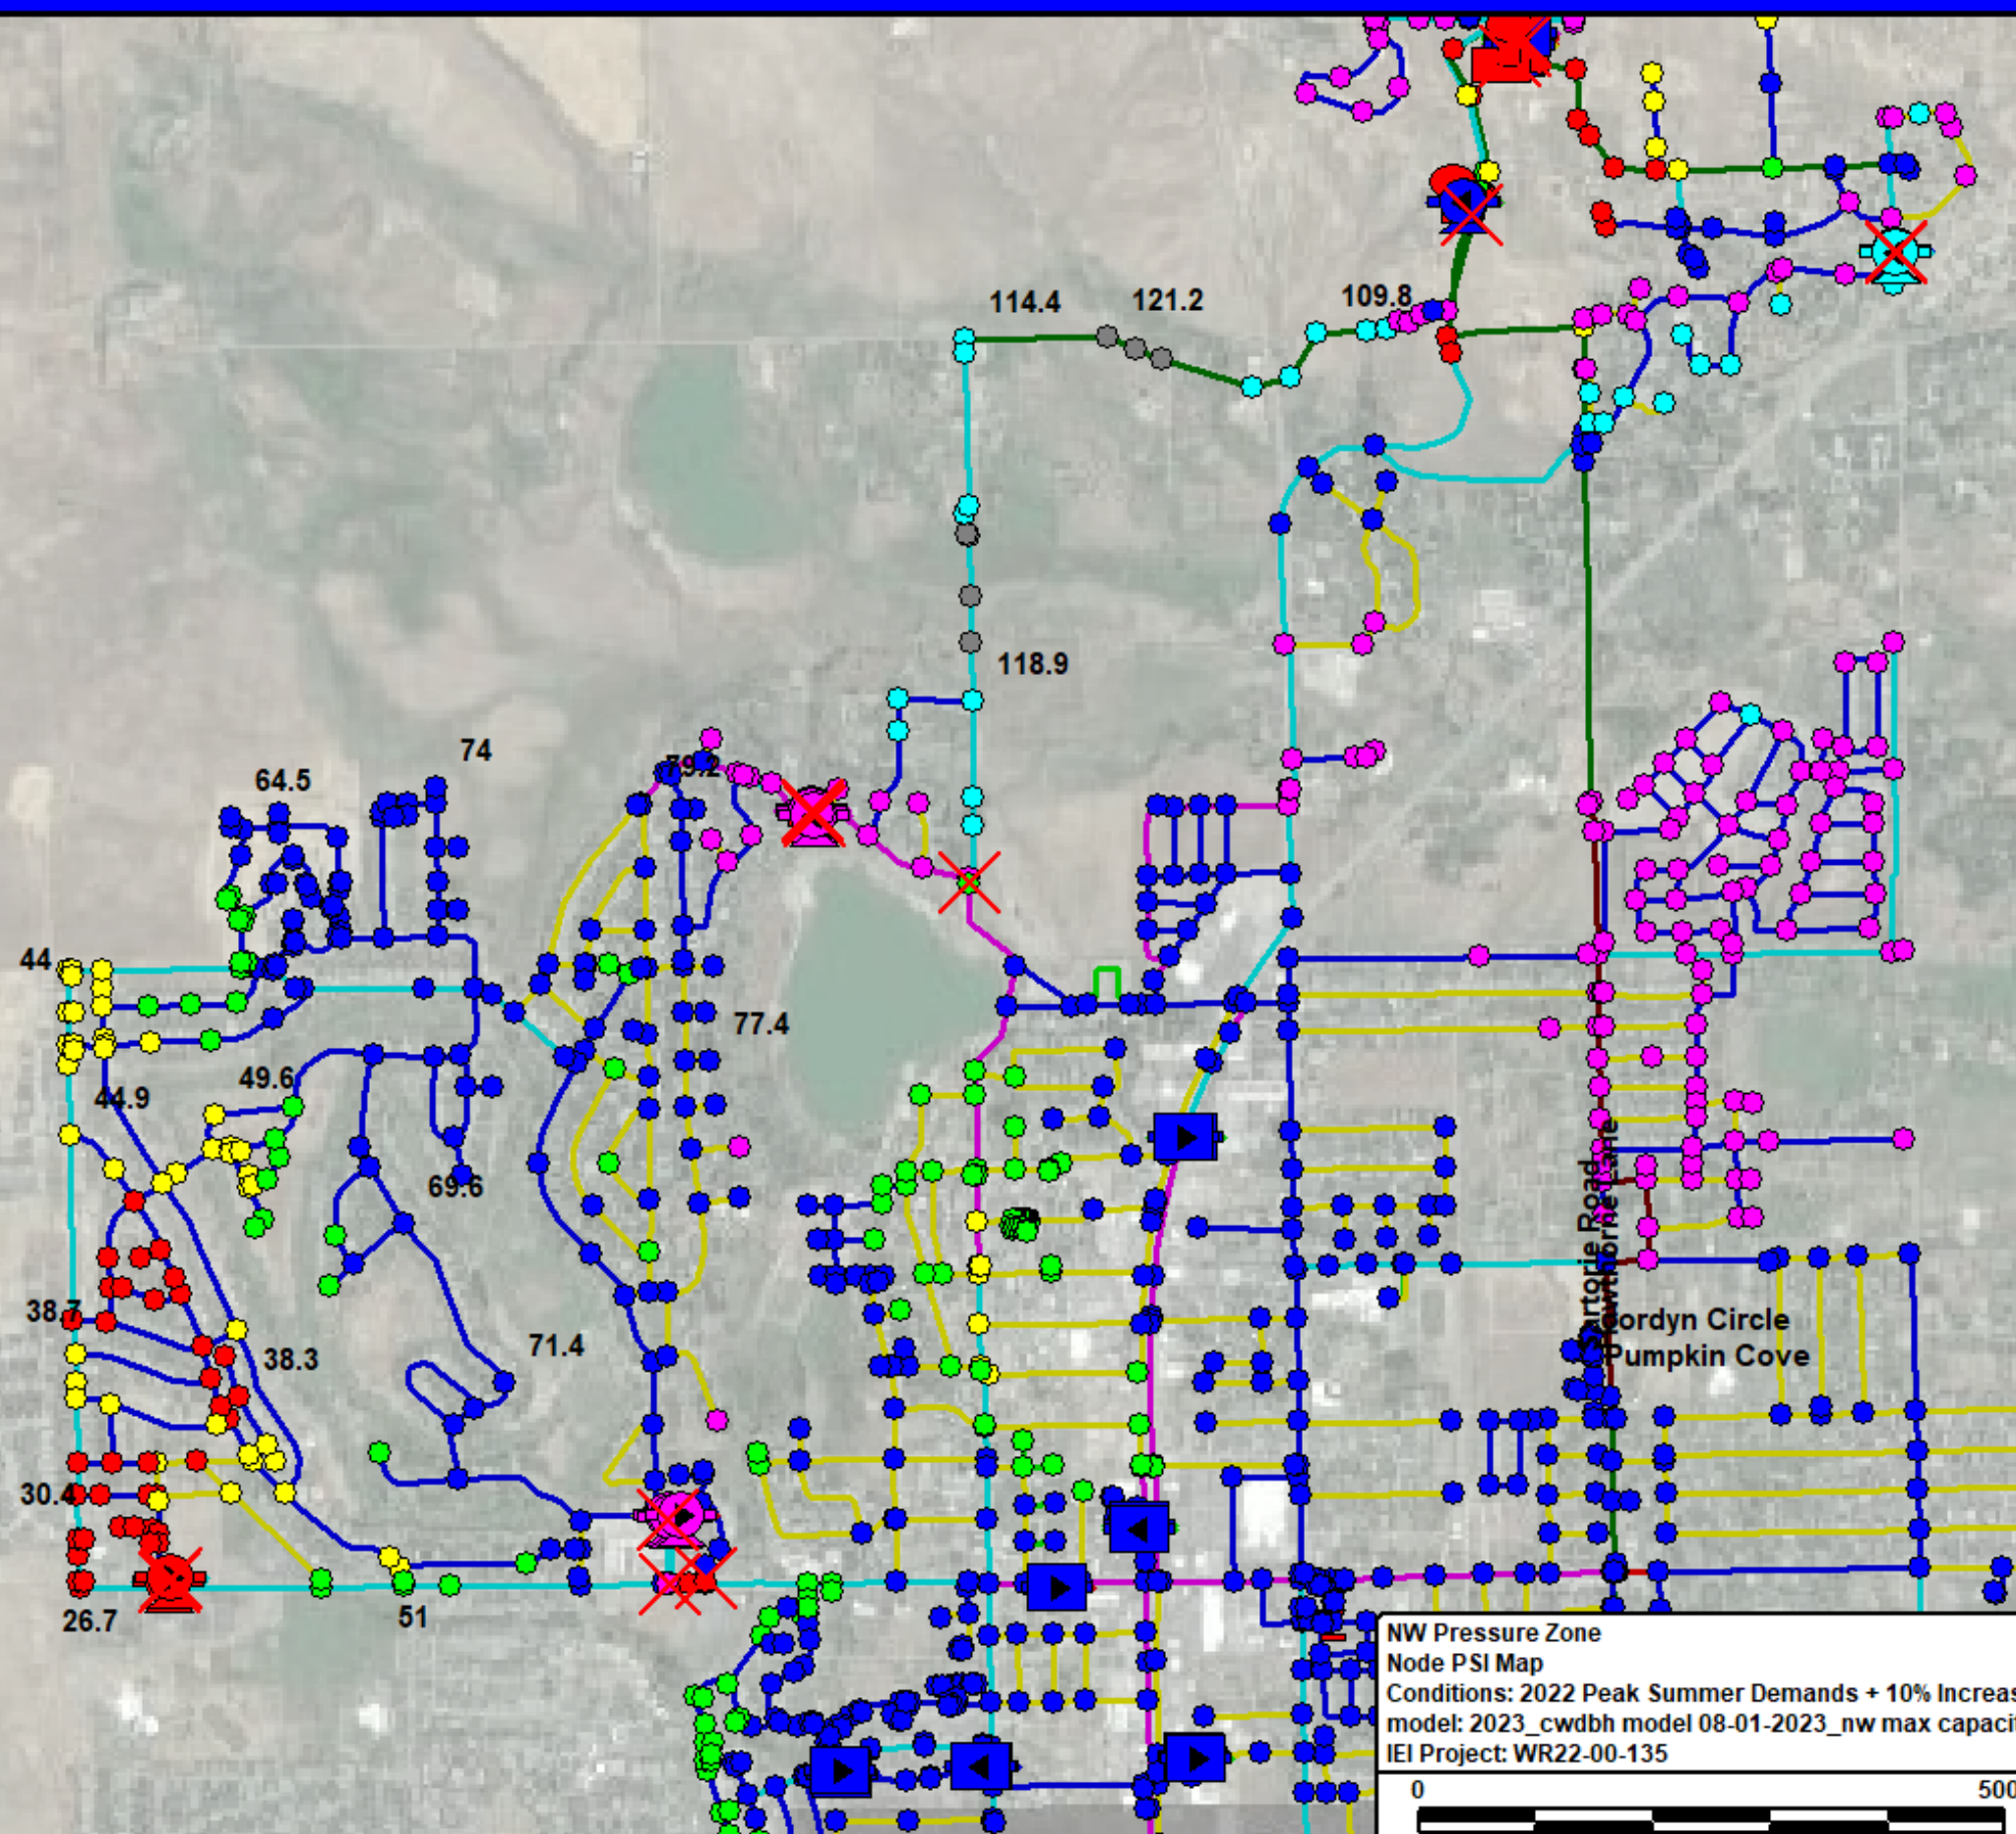 114.4
121.2
109.8
118.9
74
79.2
64.5
44
77.4
49.6
44.9
69.6
Sartorie Road
Hawthorne Lane
38.7
Jordyn Circle
Pumpkin Cove
71.4
38.3
30.4
26.7
51
NW Pressure Zone
Node PSI Map
Conditions: 2022 Peak Summer Demands + 10% Increas
model: 2023_cwdbh model 08-01-2023_nw max capaci
IEI Project: WR22-00-135
0
500